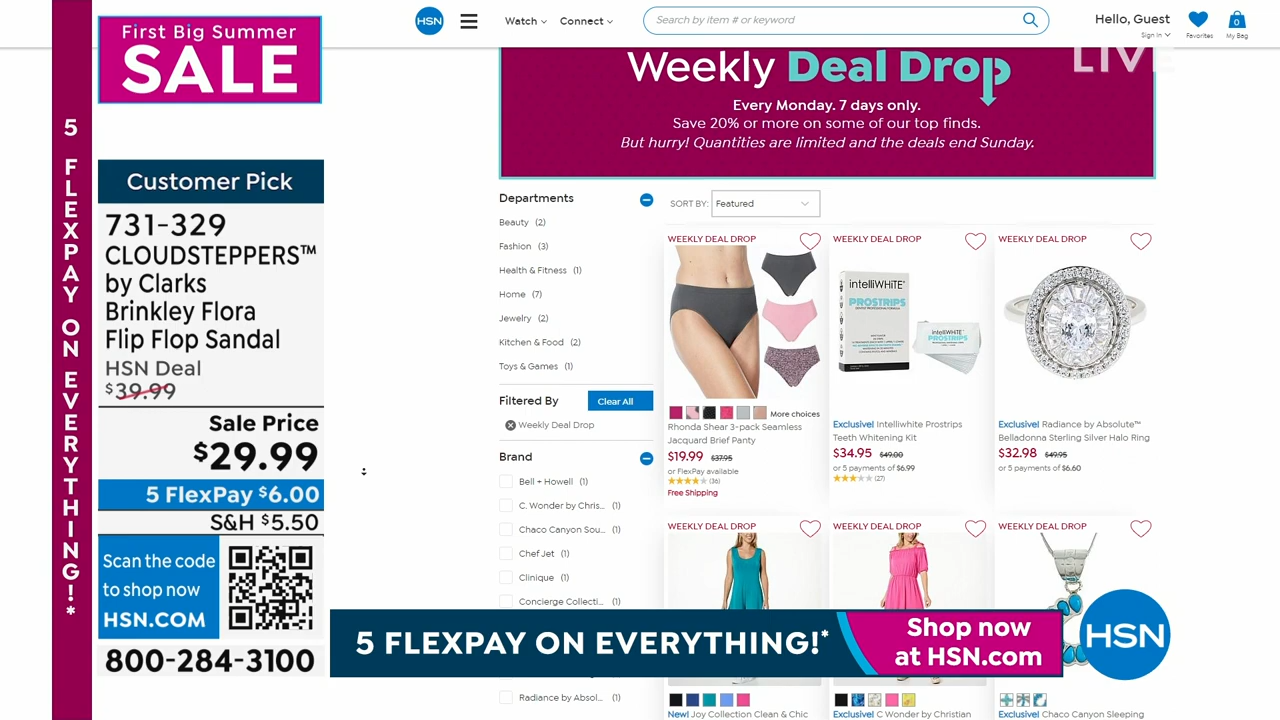 First Big Summer
SALE
HSN
Watch
Connect
Search by item # or keyword
Hello, Guest
Sign In
Favorites
0
My Bag
LIVE
5 FLEXPAY ON EVERYTHING!*
Customer Pick
731-329
CLOUDSTEPPERS™
by Clarks
Brinkley Flora
Flip Flop Sandal
HSN Deal
$39.99
Sale Price
$29.99
5 FlexPay $6.00
S&H $5.50
Scan the code
to shop now
HSN.COM
800-284-3100
Weekly Deal Drop
Every Monday. 7 days only.
Save 20% or more on some of our top finds.
But hurry! Quantities are limited and the deals end Sunday.
Departments
Beauty (2)
Fashion (3)
Health & Fitness (1)
Home (7)
Jewelry (2)
Kitchen & Food (2)
Toys & Games (1)
Filtered By
Clear All
Weekly Deal Drop
Brand
Bell + Howell (1)
C. Wonder by Chris... (1)
Chaco Canyon Sou... (1)
Chef Jet (1)
Clinique (1)
Concierge Collecti... (1)
Radiance by Absol... (1)
SORT BY: Featured
WEEKLY DEAL DROP
More choices
Rhonda Shear 3-pack Seamless
Jacquard Brief Panty
$19.99 $37.95
or FlexPay available
(36)
Free Shipping
WEEKLY DEAL DROP
intelliWHiTE
PROSTRIPS
intelliWHiTE
PROSTRIPS
Exclusive! Intelliwhite Prostrips
Teeth Whitening Kit
$34.95 $49.00
or 5 payments of $6.99
(27)
WEEKLY DEAL DROP
Exclusive! Radiance by Absolute™
Belladonna Sterling Silver Halo Ring
$32.98 $49.95
or 5 payments of $6.60
WEEKLY DEAL DROP
New! Joy Collection Clean & Chic
WEEKLY DEAL DROP
Exclusive! C Wonder by Christian
WEEKLY DEAL DROP
Exclusive! Chaco Canyon Sleeping
5 FLEXPAY ON EVERYTHING!*
Shop now
at HSN.com
HSN